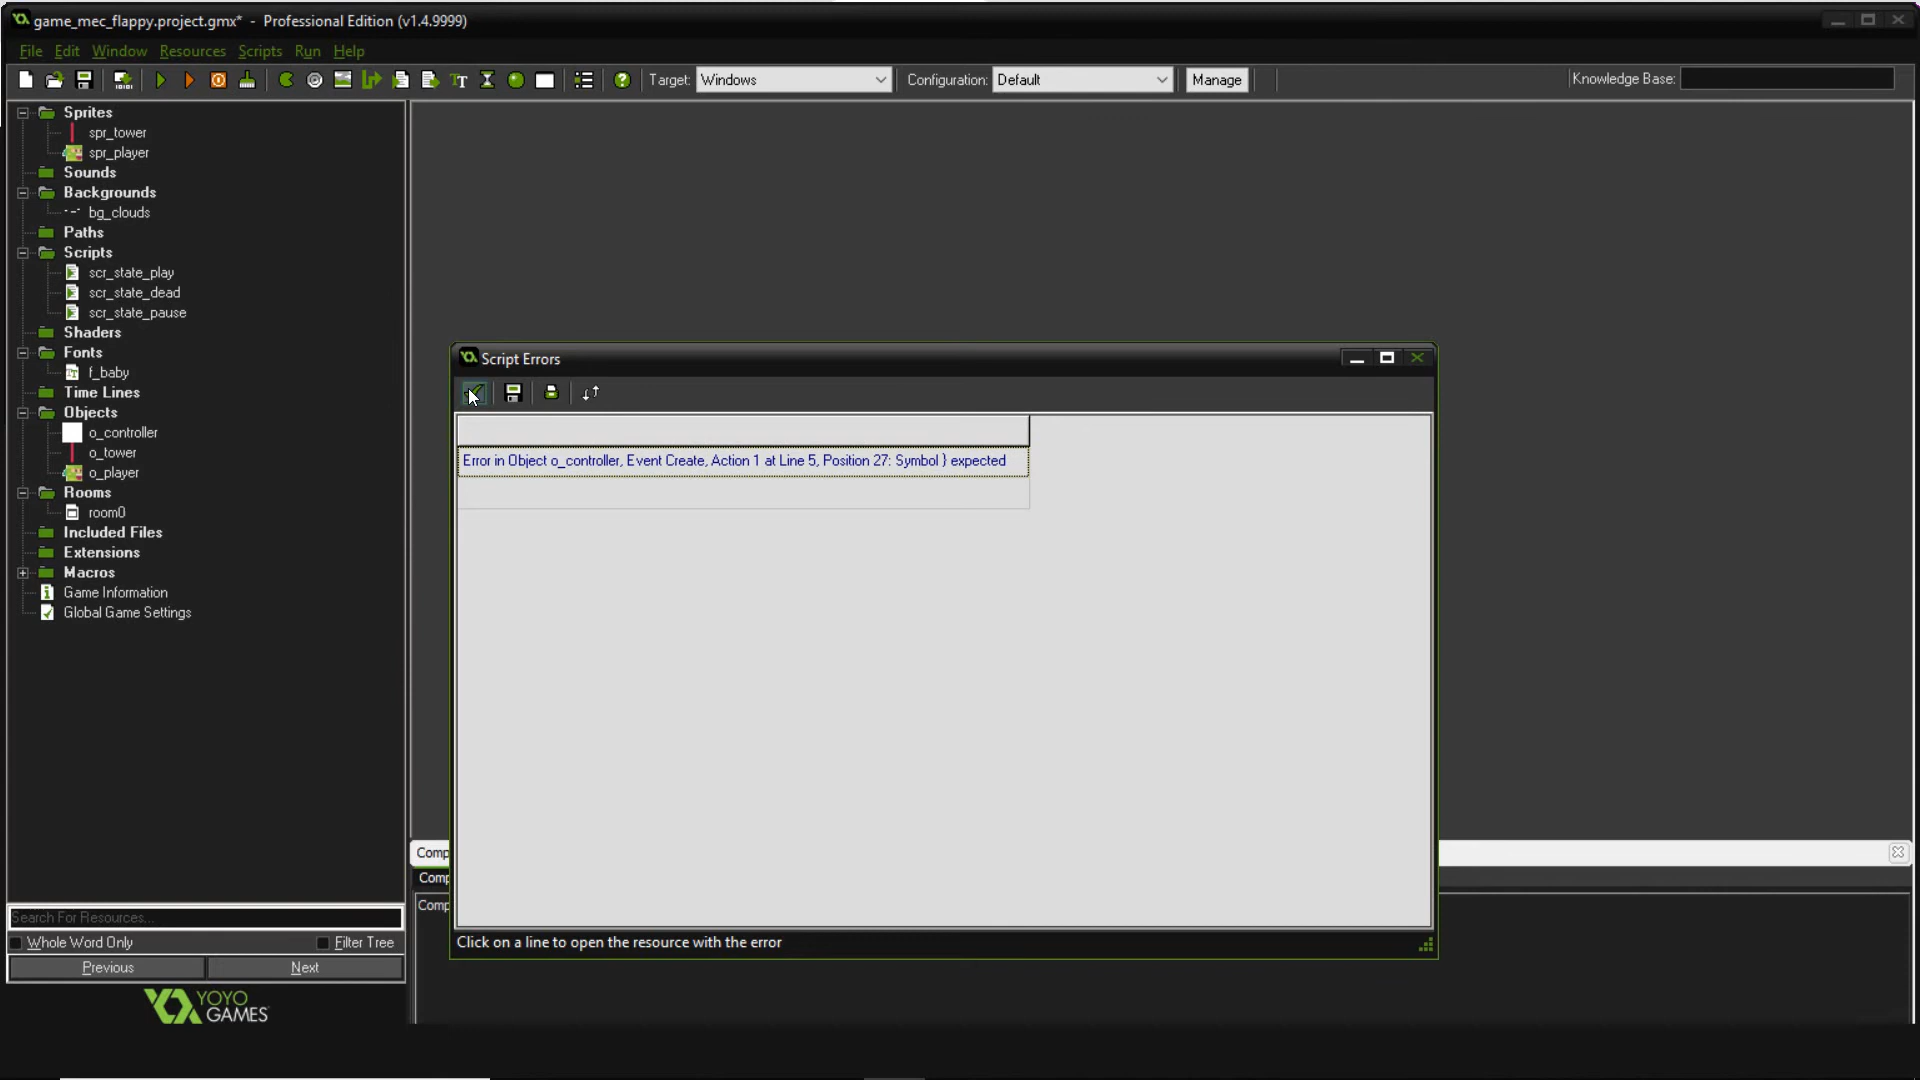 game_mec_flappy.project.gmx* - Professional Edition (v1.4.9999)
File Edit Window Resources Scripts Run Help
Target: Windows Configuration: Default Manage Knowledge Base:
Sprites
spr_tower
spr_player
Sounds
Backgrounds
bg_clouds
Paths
Scripts
scr_state_play
scr_state_dead
scr_state_pause
Shaders
Fonts
f_baby
Time Lines
Objects
o_controller
o_tower
o_player
Rooms
room0
Included Files
Extensions
Macros
Game Information
Global Game Settings
Search For Resources...
Whole Word Only Filter Tree
Previous Next
YOYO
GAMES
Script Errors
Error in Object o_controller, Event Create, Action 1 at Line 5, Position 27: Symbol } expected
Click on a line to open the resource with the error
Comp
Comp
Comp